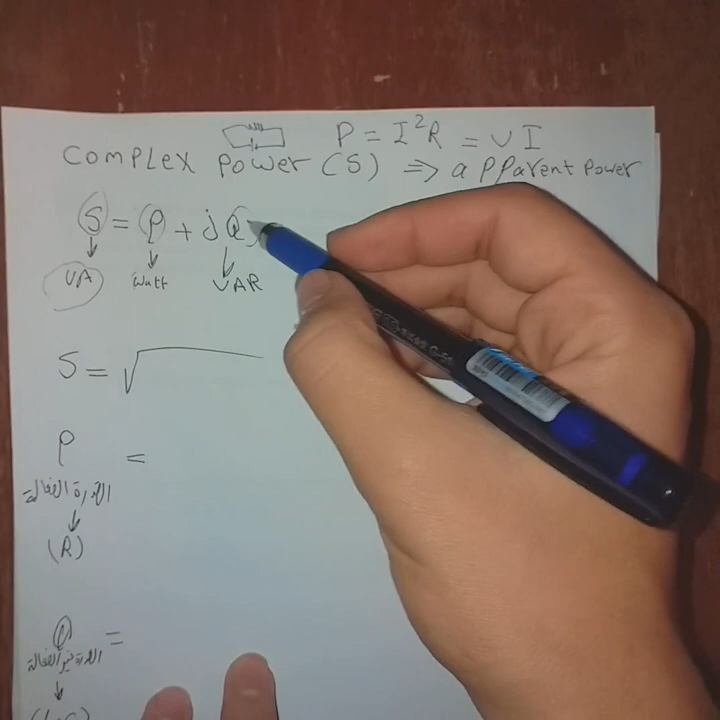 P = I²R = VI
Complex power (S) ⇒ apparent power
S = P + jQ
VA Watt VAR
S = √
P =
القدرة الفعالة
(R)
Q =
القدرة غير الفعالة